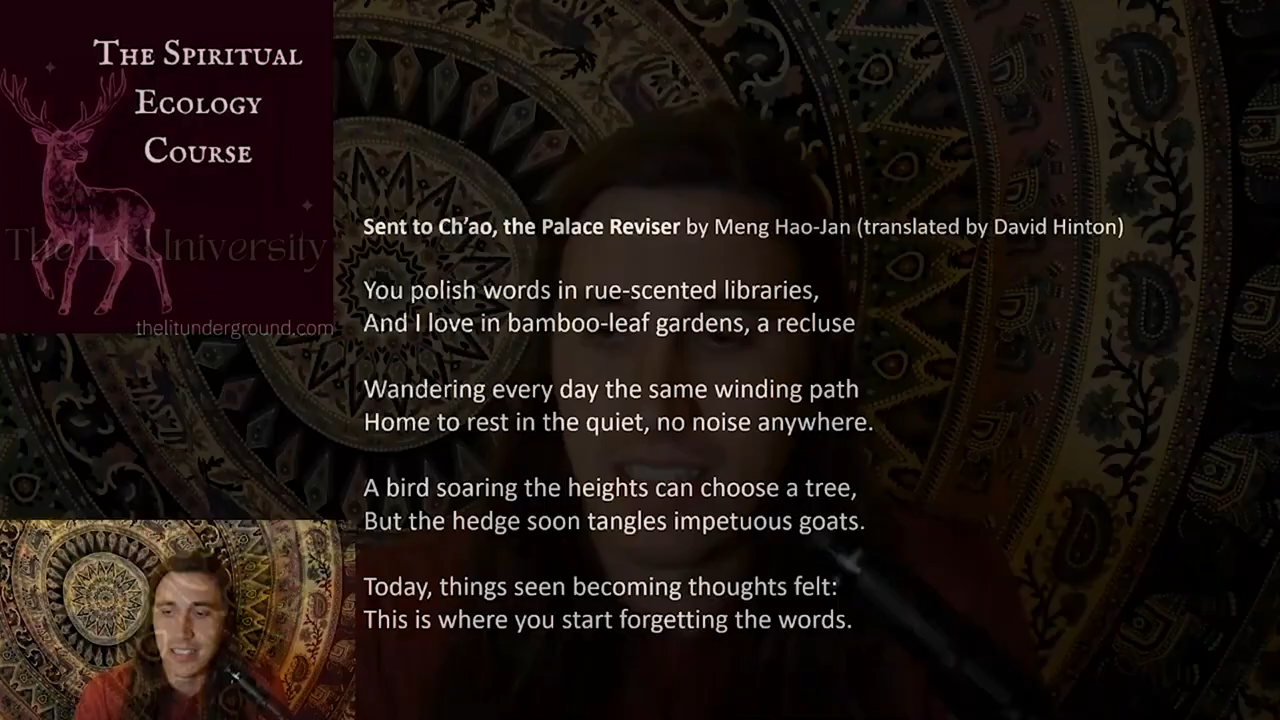 The Spiritual
Ecology
Course
The Lit University
thelitunderground.com
Sent to Ch’ao, the Palace Reviser by Meng Hao-Jan (translated by David Hinton)
You polish words in rue-scented libraries,
And I love in bamboo-leaf gardens, a recluse
Wandering every day the same winding path
Home to rest in the quiet, no noise anywhere.
A bird soaring the heights can choose a tree,
But the hedge soon tangles impetuous goats.
Today, things seen becoming thoughts felt:
This is where you start forgetting the words.